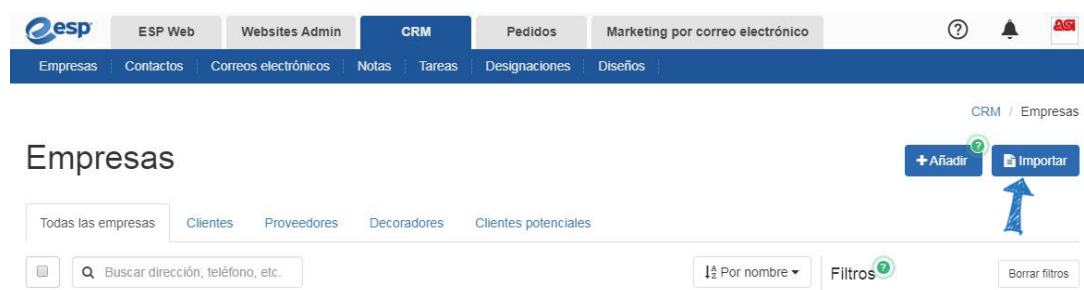 esp ESP Web Websites Admin CRM Pedidos Marketing por correo electrónico ? ASI
Empresas Contactos Correos electrónicos Notas Tareas Designaciones Diseños
CRM / Empresas
Empresas
+ Añadir ? Importar
Todas las empresas Clientes Proveedores Decoradores Clientes potenciales
Buscar dirección, teléfono, etc. Por nombre Filtros ? Borrar filtros